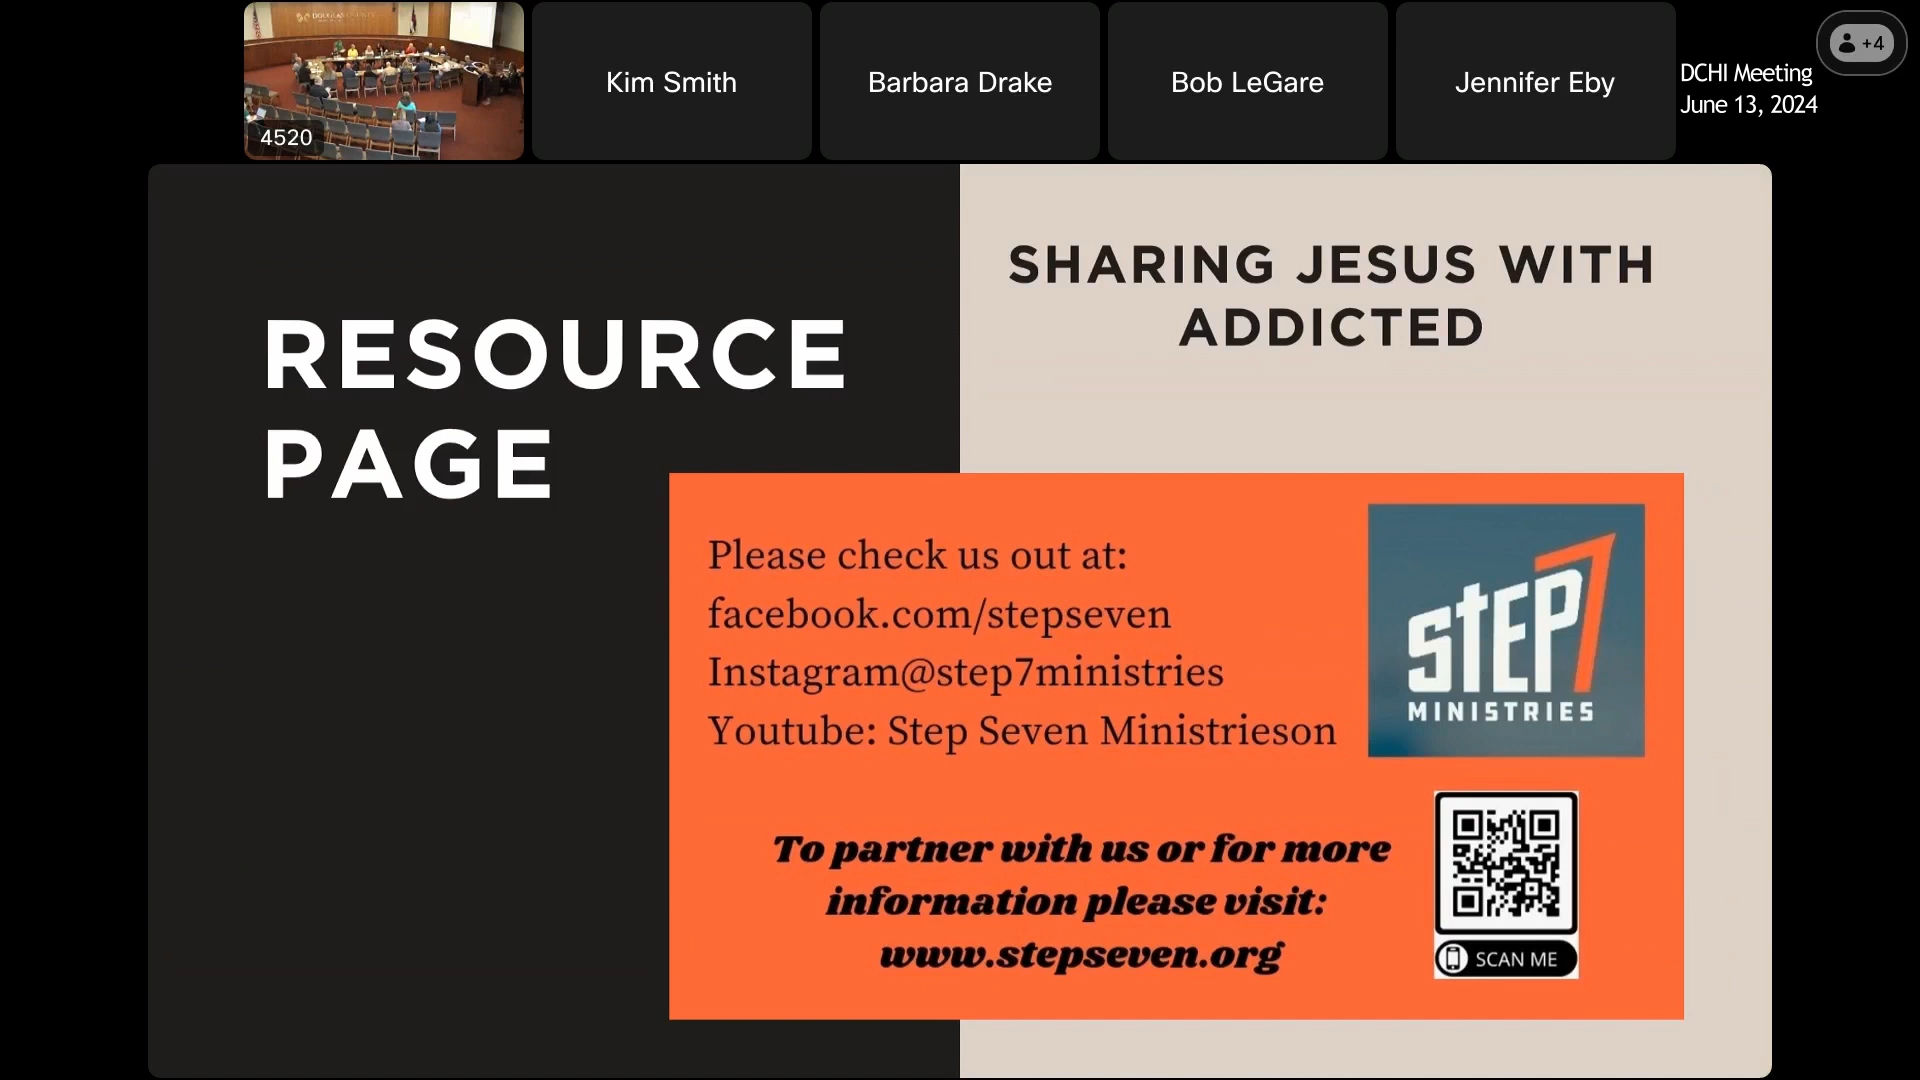 4520
Kim Smith
Barbara Drake
Bob LeGare
Jennifer Eby
+4
DCHI Meeting
June 13, 2024
RESOURCE
PAGE
SHARING JESUS WITH
ADDICTED
Please check us out at:
facebook.com/stepseven
Instagram@step7ministries
Youtube: Step Seven Ministrieson
STEP7
MINISTRIES
To partner with us or for more
information please visit:
www.stepseven.org
SCAN ME